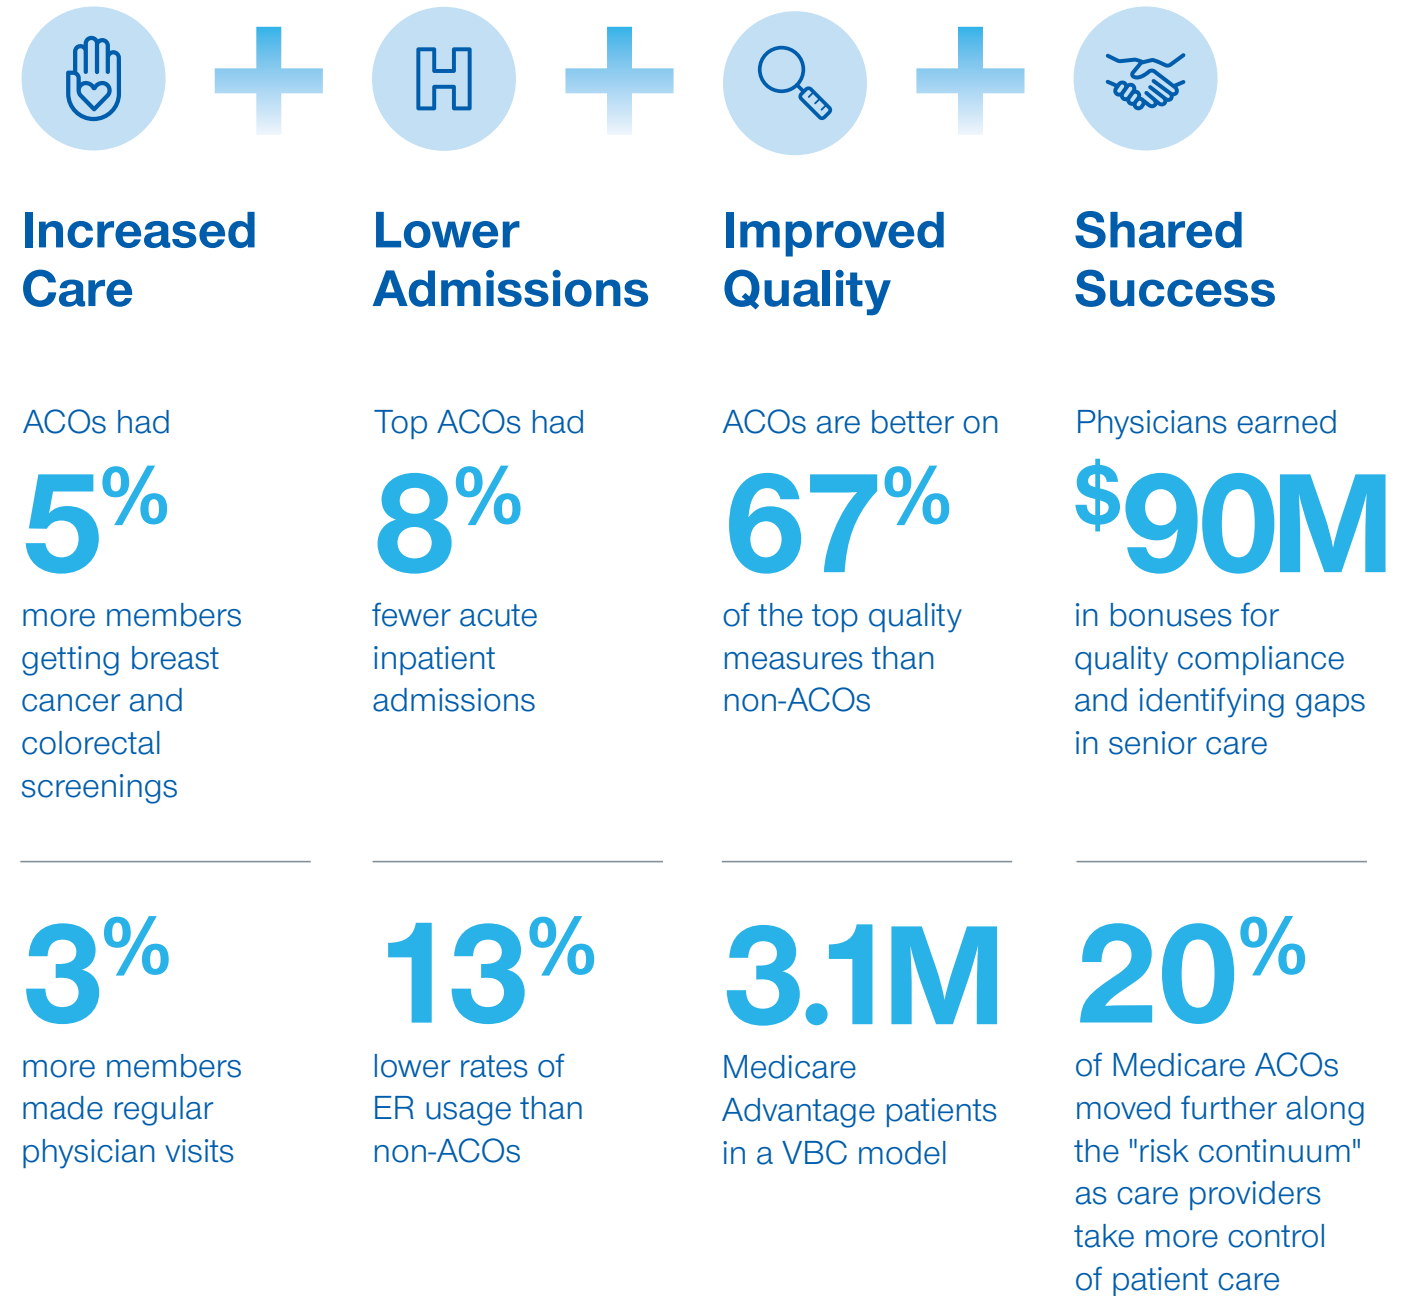 Increased
Care
ACOs had
5%
more members
getting breast
cancer and
colorectal
screenings
3%
more members
made regular
physician visits
Lower
Admissions
Top ACOs had
8%
fewer acute
inpatient
admissions
13%
lower rates of
ER usage than
non-ACOs
Improved
Quality
ACOs are better on
67%
of the top quality
measures than
non-ACOs
3.1M
Medicare
Advantage patients
in a VBC model
Shared
Success
Physicians earned
$90M
in bonuses for
quality compliance
and identifying gaps
in senior care
20%
of Medicare ACOs
moved further along
the "risk continuum"
as care providers
take more control
of patient care